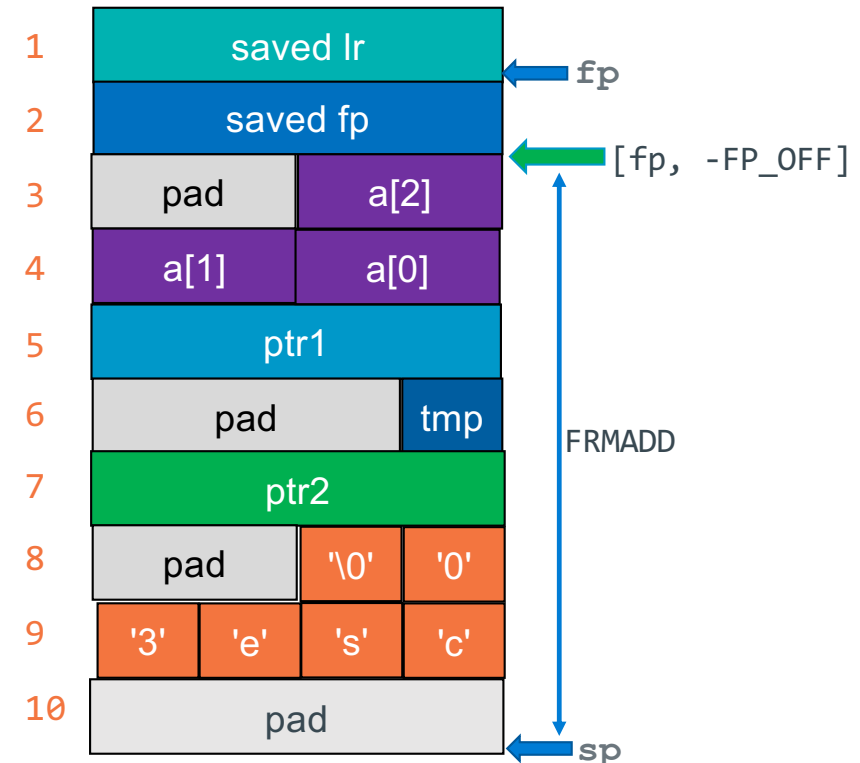 1 saved lr
fp
2 saved fp
[fp, -FP_OFF]
3 pad a[2]
4 a[1] a[0]
5 ptr1
6 pad tmp
FRMADD
7 ptr2
8 pad '\0' '0'
9 '3' 'e' 's' 'c'
10 pad
sp